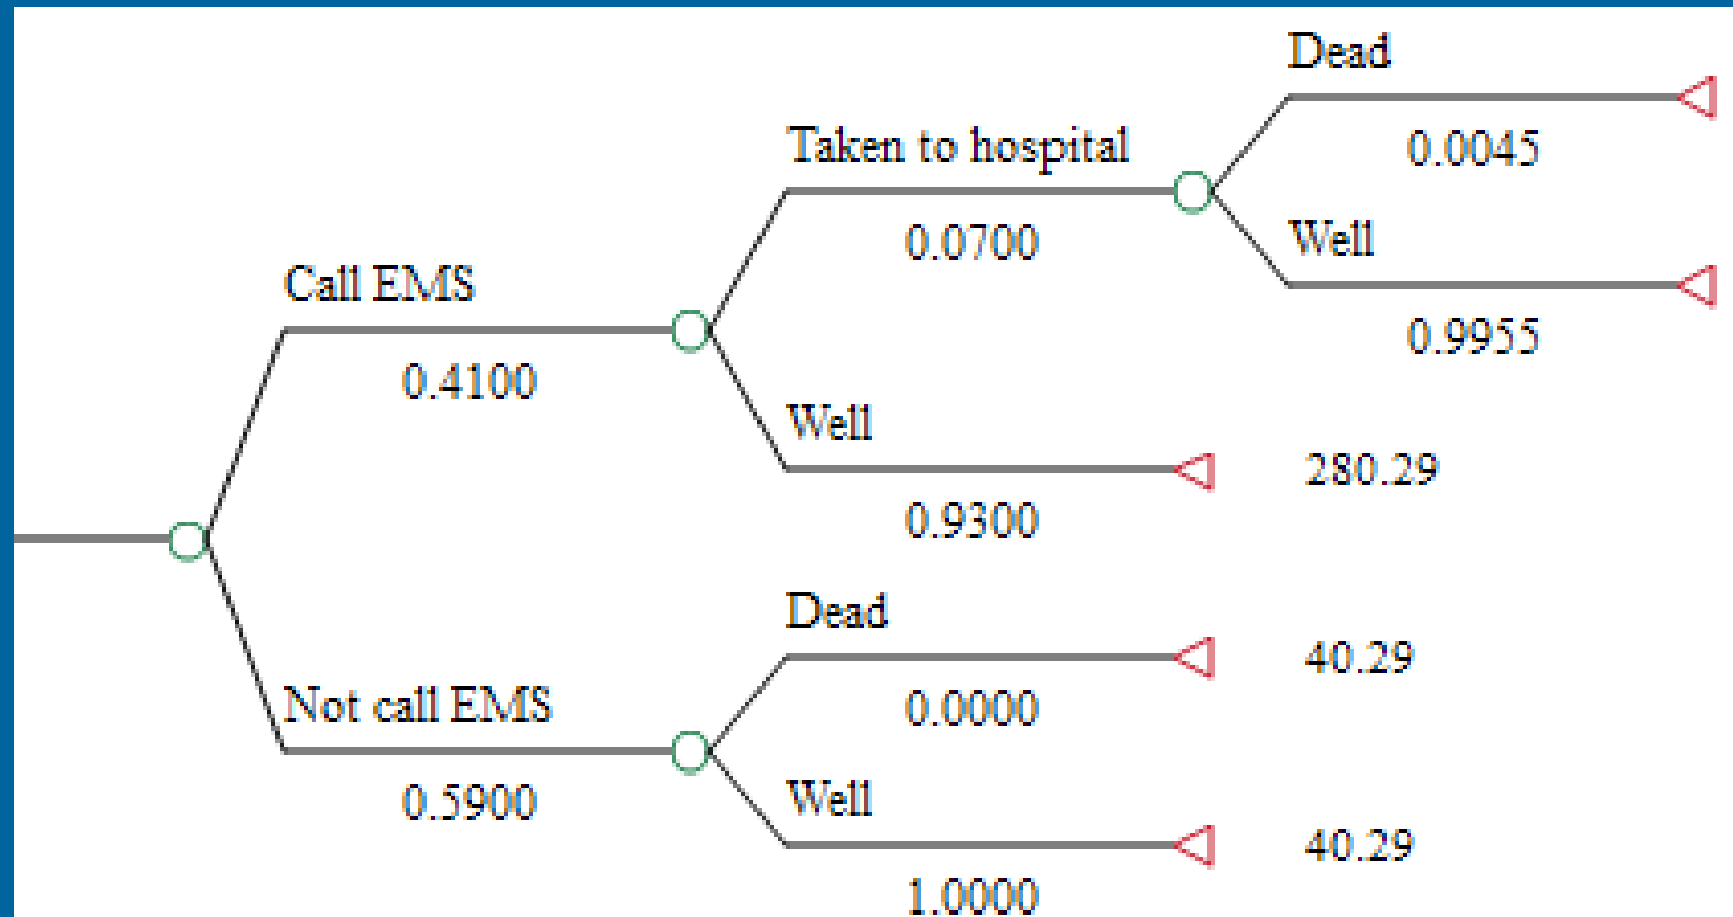 Dead
0.0045
Taken to hospital
0.0700
Well
0.9955
Call EMS
0.4100
Well
280.29
0.9300
Dead
40.29
0.0000
Not call EMS
0.5900
Well
40.29
1.0000